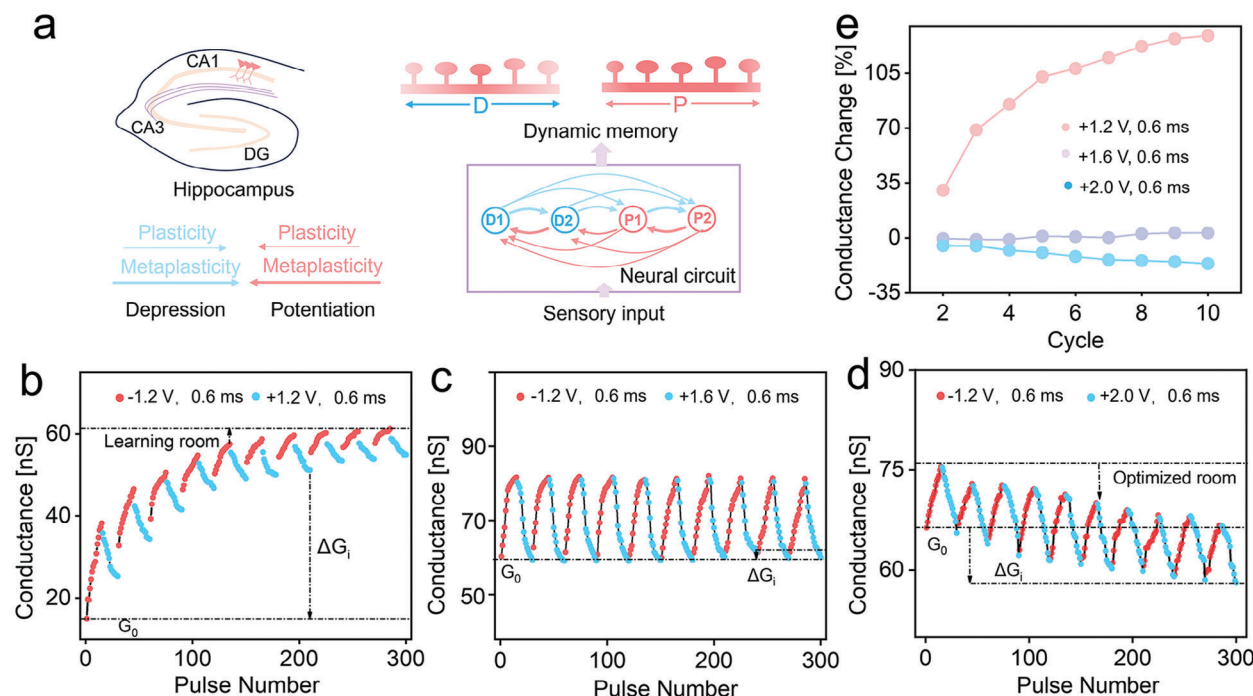 a
CA1
CA3
DG
Hippocampus
Plasticity
Metaplasticity
Depression
Plasticity
Metaplasticity
Potentiation
D
P
Dynamic memory
D1
D2
P1
P2
Neural circuit
Sensory input
e
Conductance Change [%]
105
70
35
0
-35
+1.2 V, 0.6 ms
+1.6 V, 0.6 ms
+2.0 V, 0.6 ms
2
4
6
8
10
Cycle
b
-1.2 V, 0.6 ms
+1.2 V, 0.6 ms
Learning room
Conductance [nS]
60
40
20
ΔGi
G0
0
100
200
300
Pulse Number
c
-1.2 V, 0.6 ms
+1.6 V, 0.6 ms
Conductance [nS]
90
70
50
G0
ΔGi
0
100
200
300
Pulse Number
d
-1.2 V, 0.6 ms
+2.0 V, 0.6 ms
Conductance [nS]
90
75
60
Optimized room
G0
ΔGi
0
100
200
300
Pulse Number